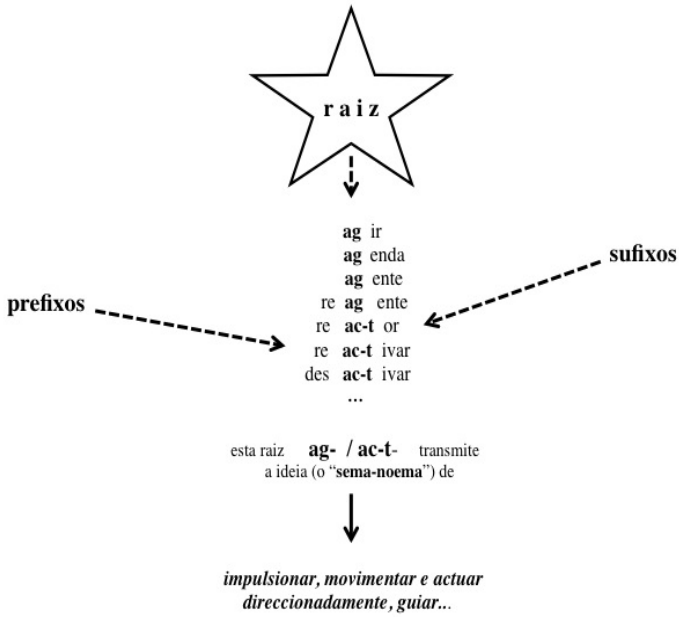 raiz
ag ir
ag enda
ag ente
re ag ente
re ac-t or
re ac-t ivar
des ac-t ivar
...
prefixos
sufixos
esta raiz ag- / ac-t- transmite
a ideia (o “sema-noema”) de
impulsionar, movimentar e actuar
direccionadamente, guiar...